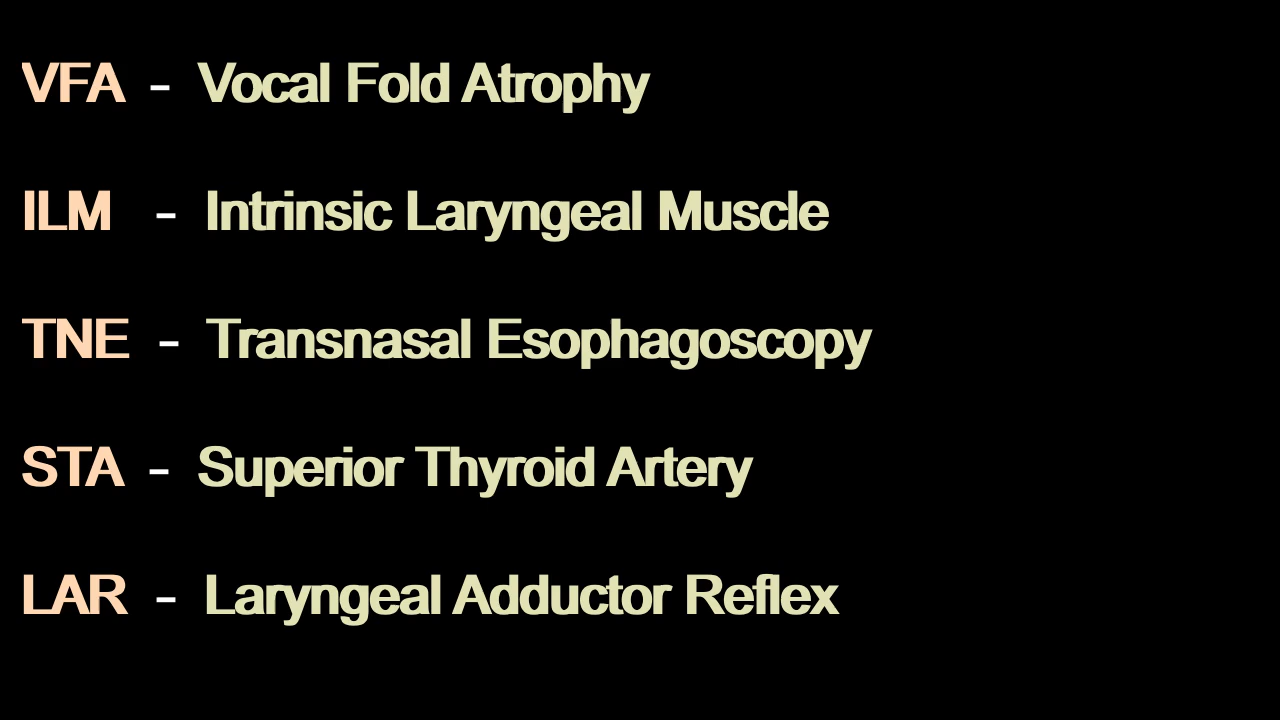 VFA - Vocal Fold Atrophy
ILM - Intrinsic Laryngeal Muscle
TNE - Transnasal Esophagoscopy
STA - Superior Thyroid Artery
LAR - Laryngeal Adductor Reflex